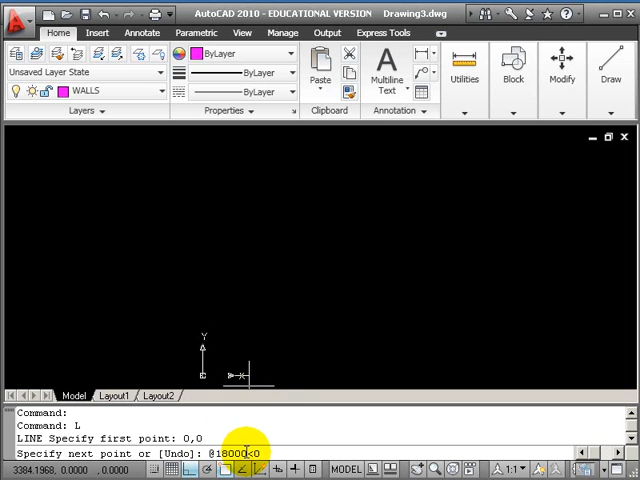 AutoCAD 2010 - EDUCATIONAL VERSION Drawing3.dwg
Home Insert Annotate Parametric View Manage Output Express Tools
Unsaved Layer State
WALLS
Layers
ByLayer
ByLayer
ByLayer
Properties
Paste
Clipboard
A
Multiline
Text
Annotation
Utilities
Block
Modify
Draw
Y
X
Model Layout1 Layout2
Command:
Command: L
LINE Specify first point: 0,0
Specify next point or [Undo]: @18000<0
3384.1968, 0.0000 , 0.0000 MODEL 1:1